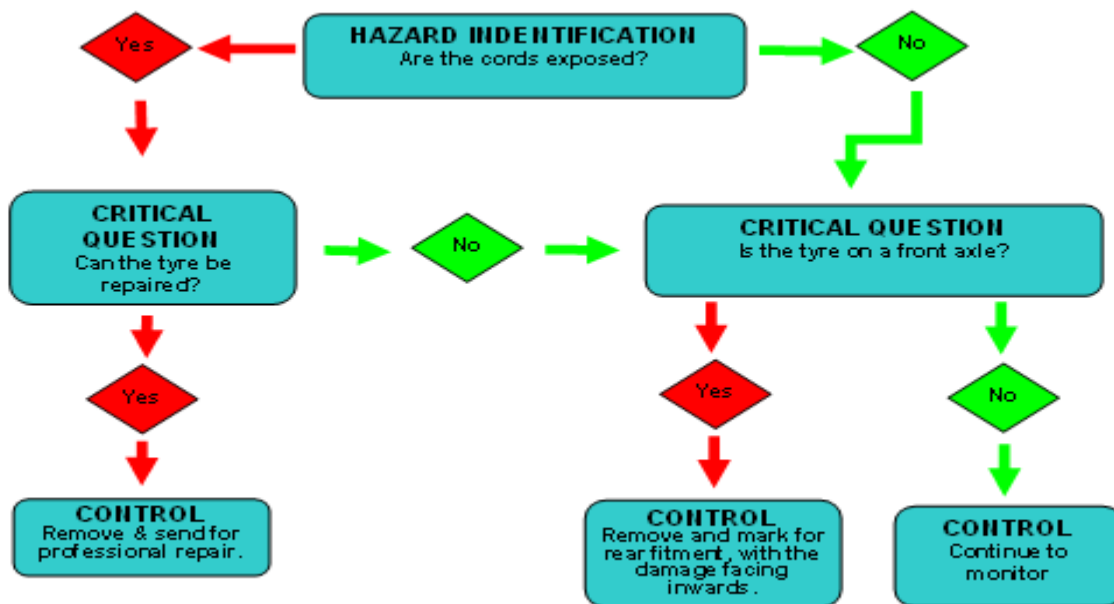 HAZARD INDENTIFICATION
Are the cords exposed?
Yes
No
CRITICAL
QUESTION
Can the tyre be
repaired?
No
CRITICAL QUESTION
Is the tyre on a front axle?
Yes
Yes
No
CONTROL
Remove & send for
professional repair.
CONTROL
Remove and mark for
rear fitment, with the
damage facing
inwards.
CONTROL
Continue to
monitor